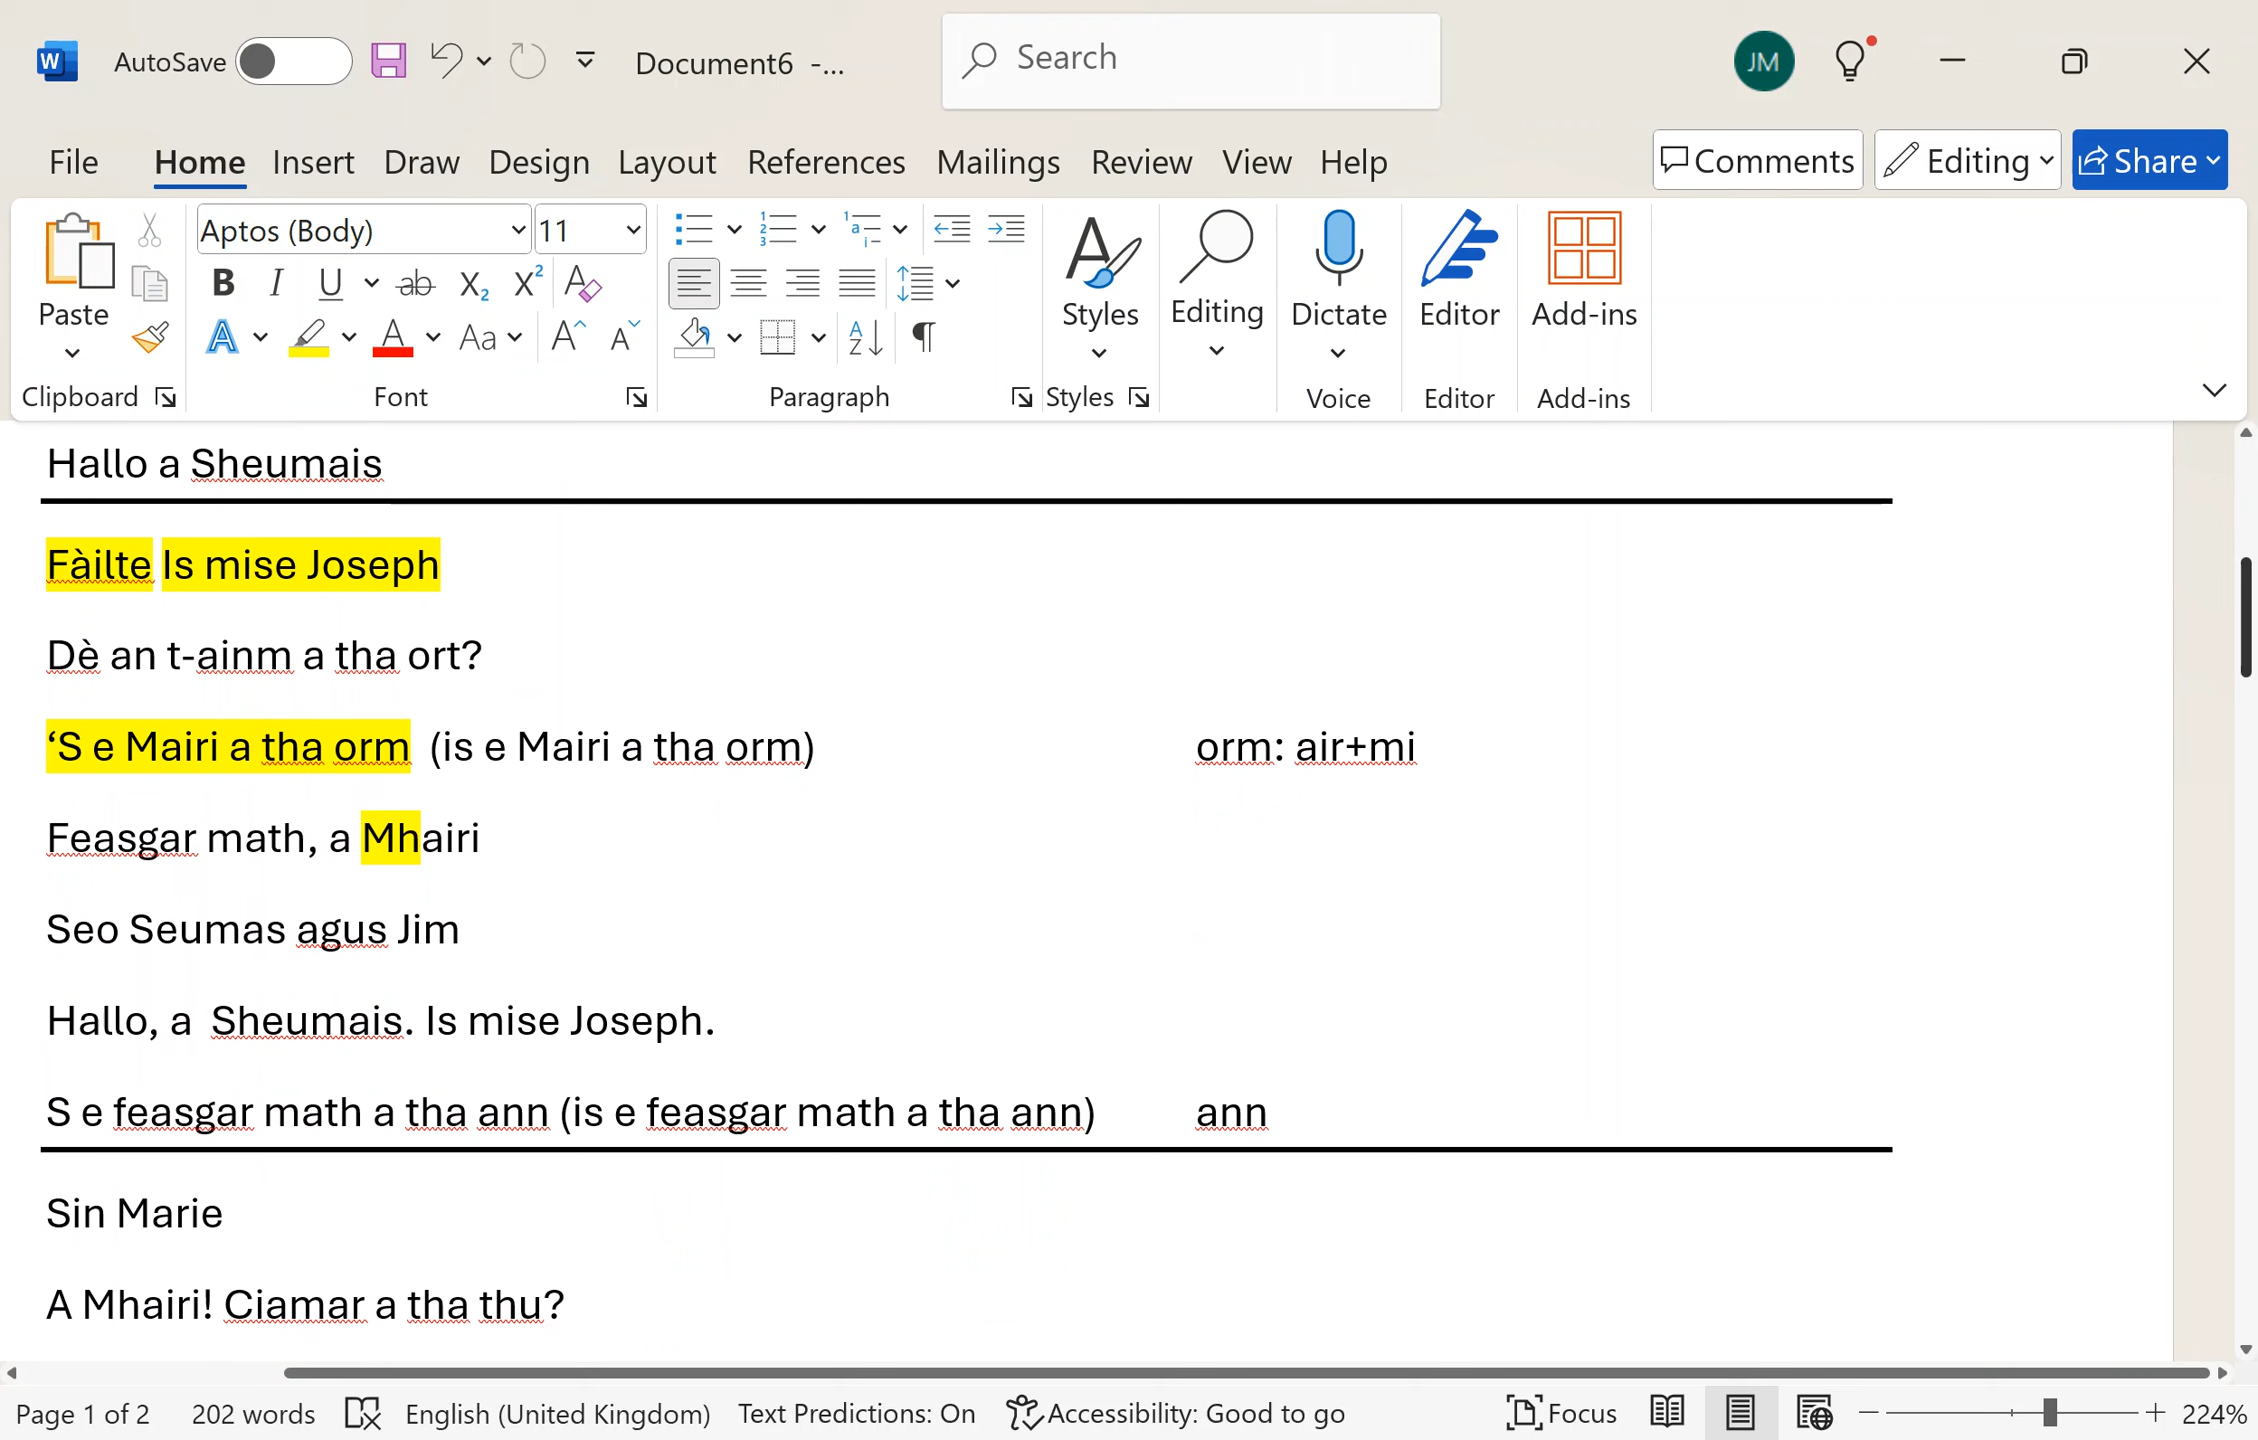 AutoSave Document6 -... Search JM
File Home Insert Draw Design Layout References Mailings Review View Help Comments Editing Share
Paste Aptos (Body) 11 Styles Editing Dictate Editor Add-ins
Clipboard Font Paragraph Styles Voice Editor Add-ins
Hallo a Sheumais
Fàilte Is mise Joseph
Dè an t-ainm a tha ort?
‘S e Mairi a tha orm (is e Mairi a tha orm) orm: air+mi
Feasgar math, a Mhairi
Seo Seumas agus Jim
Hallo, a Sheumais. Is mise Joseph.
S e feasgar math a tha ann (is e feasgar math a tha ann) ann
Sin Marie
A Mhairi! Ciamar a tha thu?
Page 1 of 2 202 words English (United Kingdom) Text Predictions: On Accessibility: Good to go Focus 224%